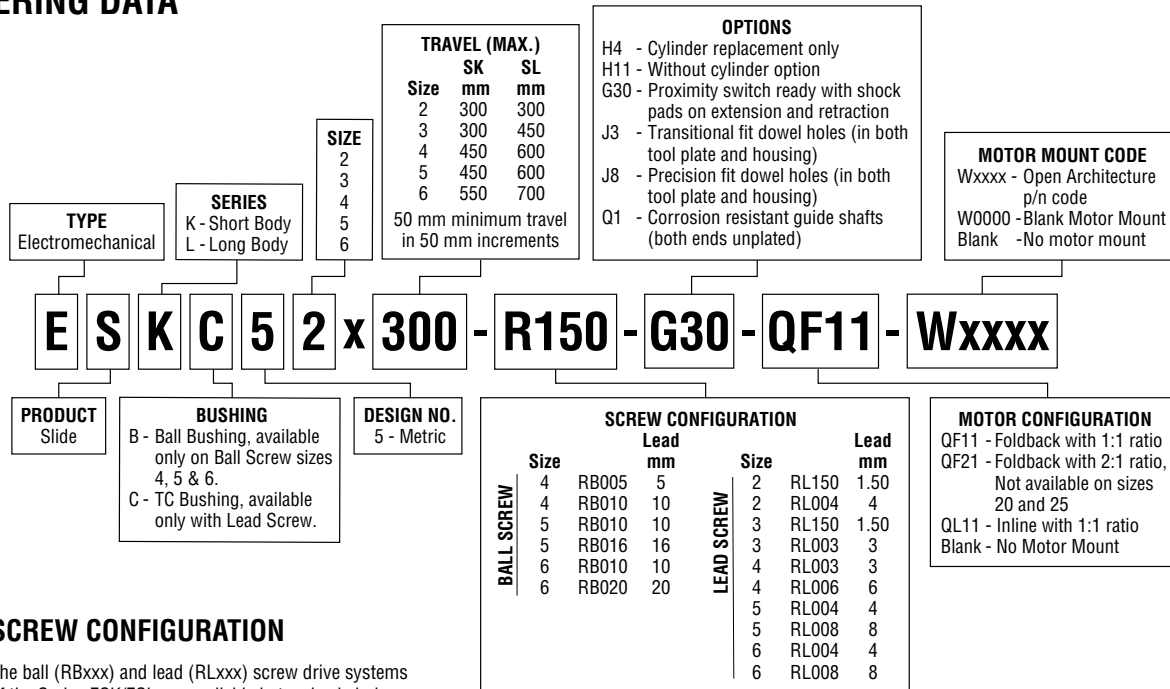 ERING DATA
TYPE
Electromechanical
SERIES
K - Short Body
L - Long Body
SIZE
2
3
4
5
6
TRAVEL (MAX.)
SK SL
Size mm mm
2 300 300
3 300 450
4 450 600
5 450 600
6 550 700
50 mm minimum travel
in 50 mm increments
OPTIONS
H4 - Cylinder replacement only
H11 - Without cylinder option
G30 - Proximity switch ready with shock
pads on extension and retraction
J3 - Transitional fit dowel holes (in both
tool plate and housing)
J8 - Precision fit dowel holes (in both
tool plate and housing)
Q1 - Corrosion resistant guide shafts
(both ends unplated)
MOTOR MOUNT CODE
Wxxxx - Open Architecture
p/n code
W0000 - Blank Motor Mount
Blank - No motor mount
E S K C 5 2 x 300 - R150 - G30 - QF11 - Wxxxx
PRODUCT
Slide
BUSHING
B - Ball Bushing, available
only on Ball Screw sizes
4, 5 & 6.
C - TC Bushing, available
only with Lead Screw.
DESIGN NO.
5 - Metric
SCREW CONFIGURATION
BALL SCREW
Lead
Size mm
4 RB005 5
4 RB010 10
5 RB010 10
5 RB016 16
6 RB010 10
6 RB020 20
LEAD SCREW
Lead
Size mm
2 RL150 1.50
2 RL004 4
3 RL150 1.50
3 RL003 3
4 RL003 3
4 RL006 6
5 RL004 4
5 RL008 8
6 RL004 4
6 RL008 8
MOTOR CONFIGURATION
QF11 - Foldback with 1:1 ratio
QF21 - Foldback with 2:1 ratio,
Not available on sizes
20 and 25
QL11 - Inline with 1:1 ratio
Blank - No Motor Mount
SCREW CONFIGURATION
he ball (RBxxx) and lead (RLxxx) screw drive systems